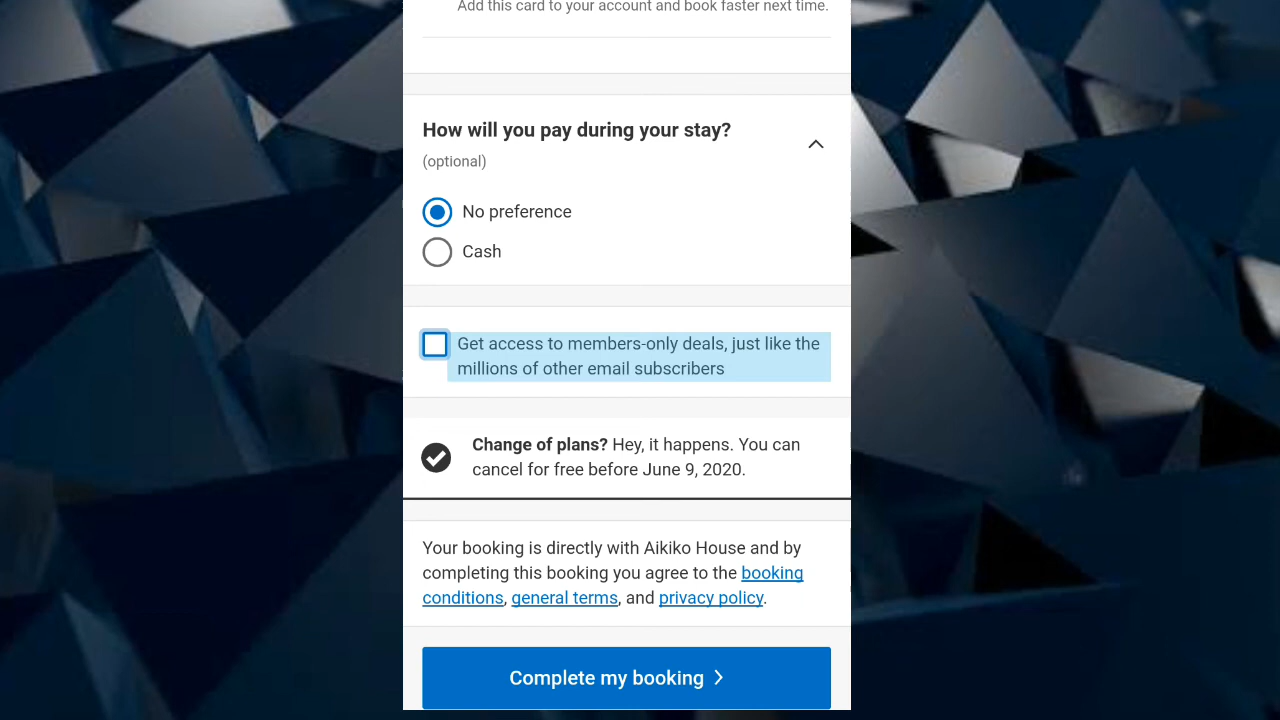 Add this card to your account and book faster next time.
How will you pay during your stay?
(optional)
No preference
Cash
Get access to members-only deals, just like the
millions of other email subscribers
Change of plans? Hey, it happens. You can
cancel for free before June 9, 2020.
Your booking is directly with Aikiko House and by
completing this booking you agree to the booking
conditions, general terms, and privacy policy.
Complete my booking